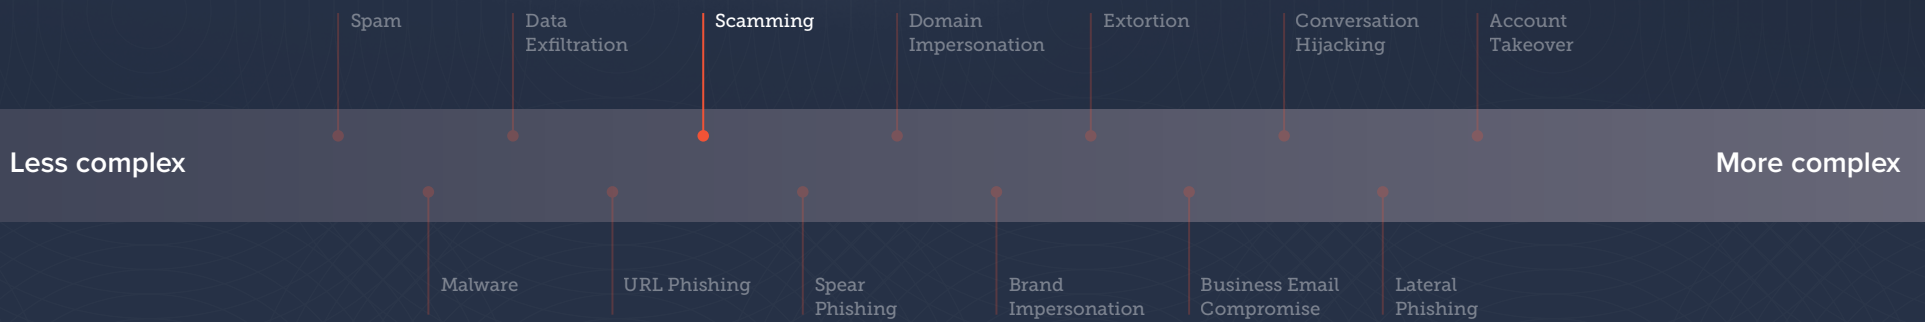 Spam
Data
Exfiltration
Scamming
Domain
Impersonation
Extortion
Conversation
Hijacking
Account
Takeover
Less complex
More complex
Malware
URL Phishing
Spear
Phishing
Brand
Impersonation
Business Email
Compromise
Lateral
Phishing